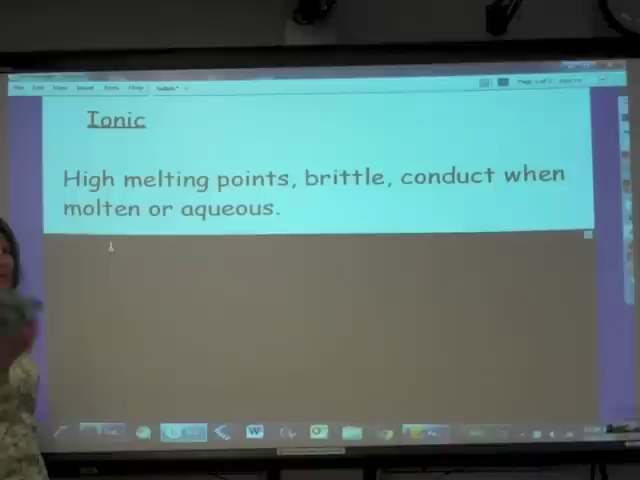 Ionic
High melting points, brittle, conduct when
molten or aqueous.